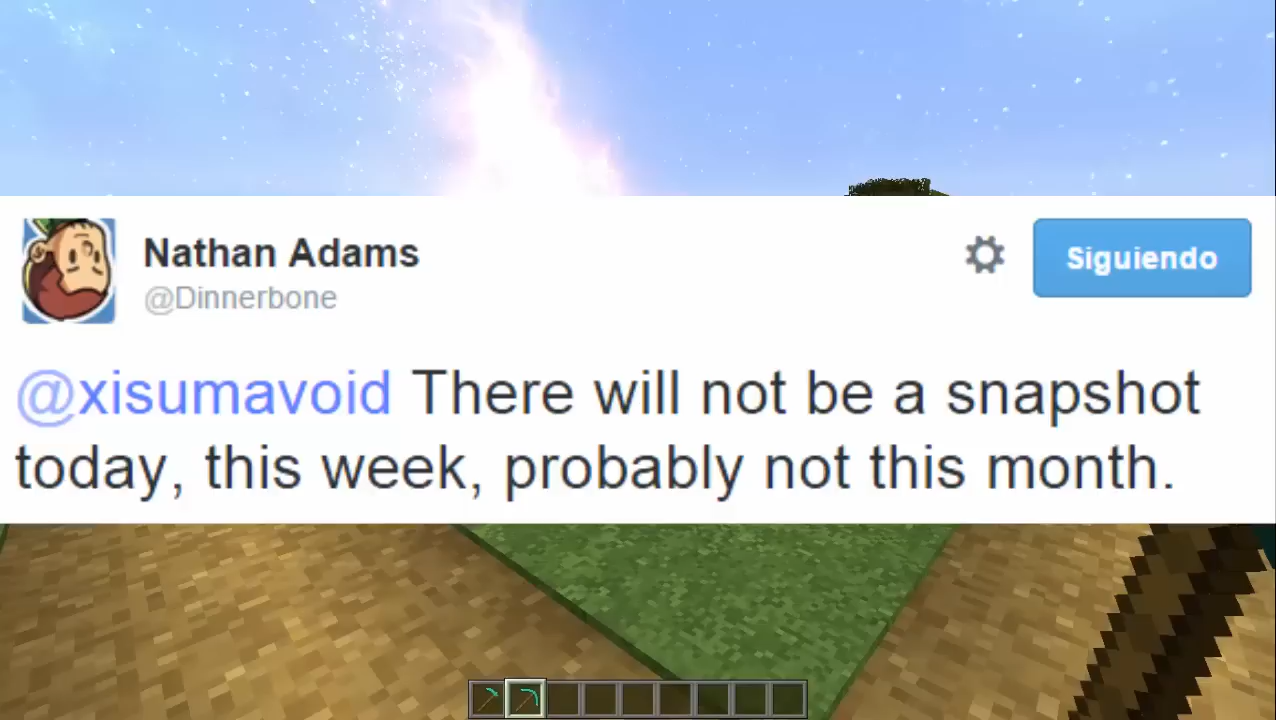 Nathan Adams
@Dinnerbone
Siguiendo
@xisumavoid There will not be a snapshot
today, this week, probably not this month.